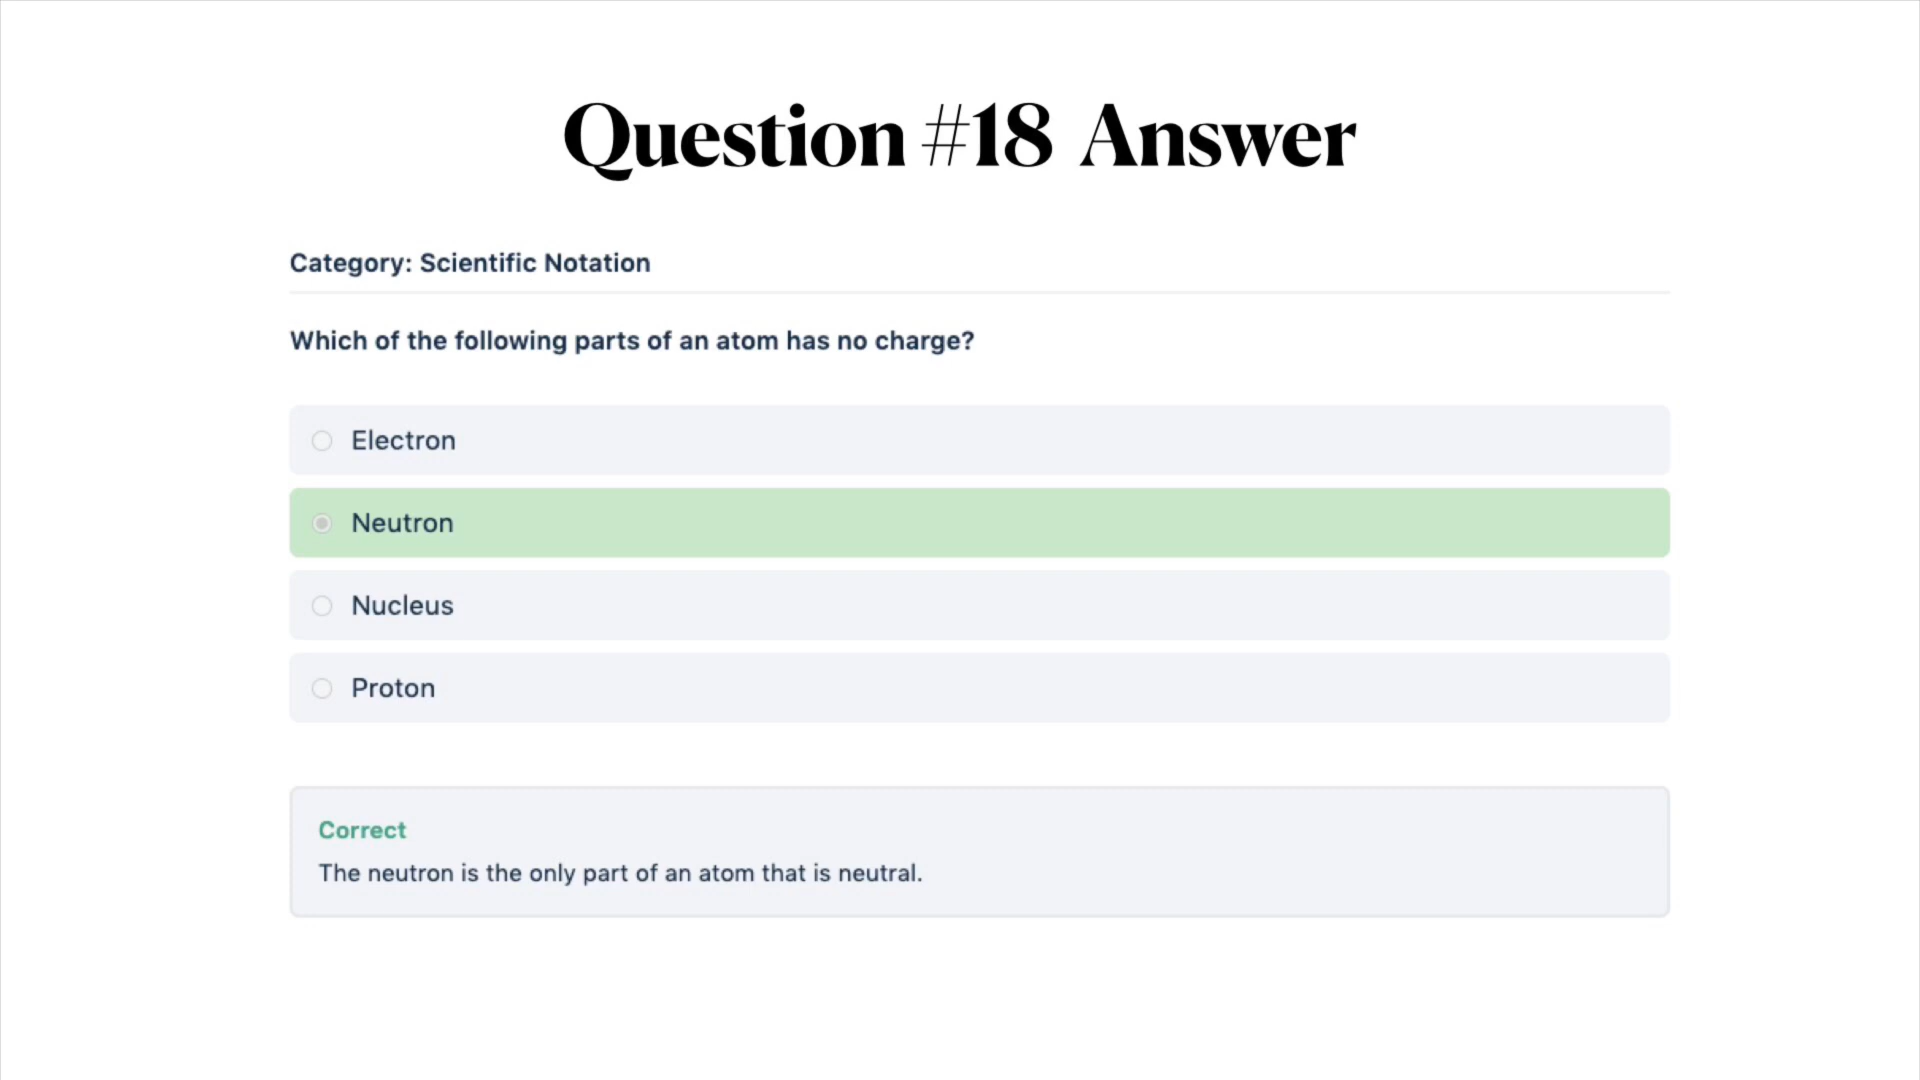 Question #18 Answer
Category: Scientific Notation
Which of the following parts of an atom has no charge?
Electron
Neutron
Nucleus
Proton
Correct
The neutron is the only part of an atom that is neutral.